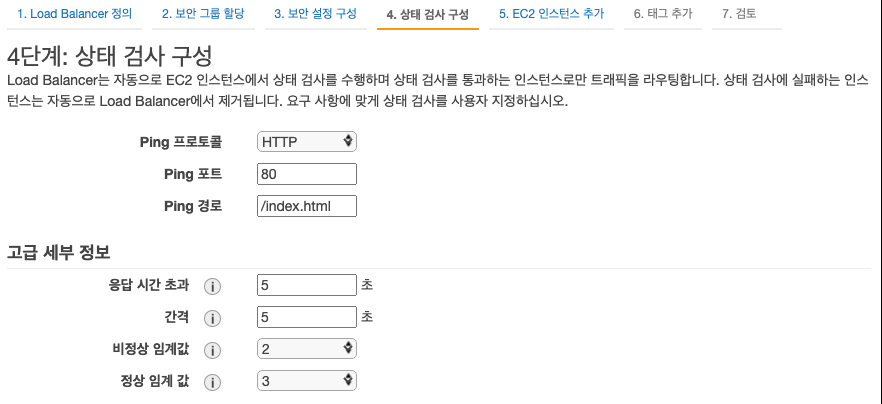 1. Load Balancer 정의 2. 보안 그룹 할당 3. 보안 설정 구성 4. 상태 검사 구성 5. EC2 인스턴스 추가 6. 태그 추가 7. 검토
4단계: 상태 검사 구성
Load Balancer는 자동으로 EC2 인스턴스에서 상태 검사를 수행하며 상태 검사를 통과하는 인스턴스로만 트래픽을 라우팅합니다. 상태 검사에 실패하는 인스
턴스는 자동으로 Load Balancer에서 제거됩니다. 요구 사항에 맞게 상태 검사를 사용자 지정하십시오.
Ping 프로토콜 HTTP
Ping 포트 80
Ping 경로 /index.html
고급 세부 정보
응답 시간 초과 i 5 초
간격 i 5 초
비정상 임계값 i 2
정상 임계 값 i 3